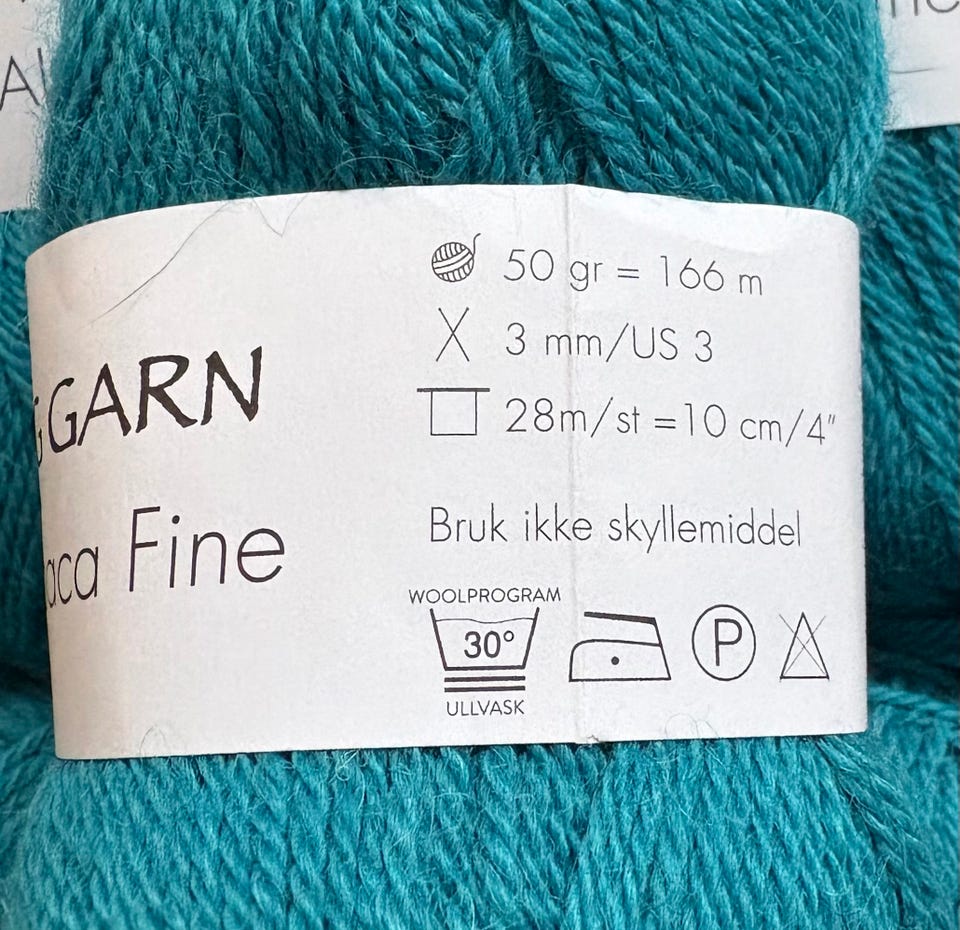 GARN
Fine
50 gr = 166 m
3 mm/US 3
28m/st =10 cm/4"
Bruk ikke skyllemiddel
WOOLPROGRAM
30°
P
ULLVASK